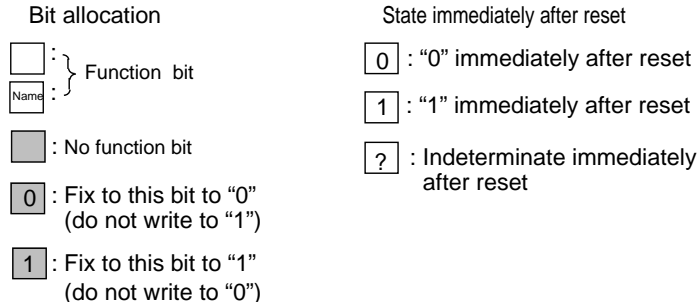 Bit allocation
:
Name :
Function bit
: No function bit
0 : Fix to this bit to “0”
(do not write to “1”)
1 : Fix to this bit to “1”
(do not write to “0”)
State immediately after reset
0 : “0” immediately after reset
1 : “1” immediately after reset
? : Indeterminate immediately
after reset